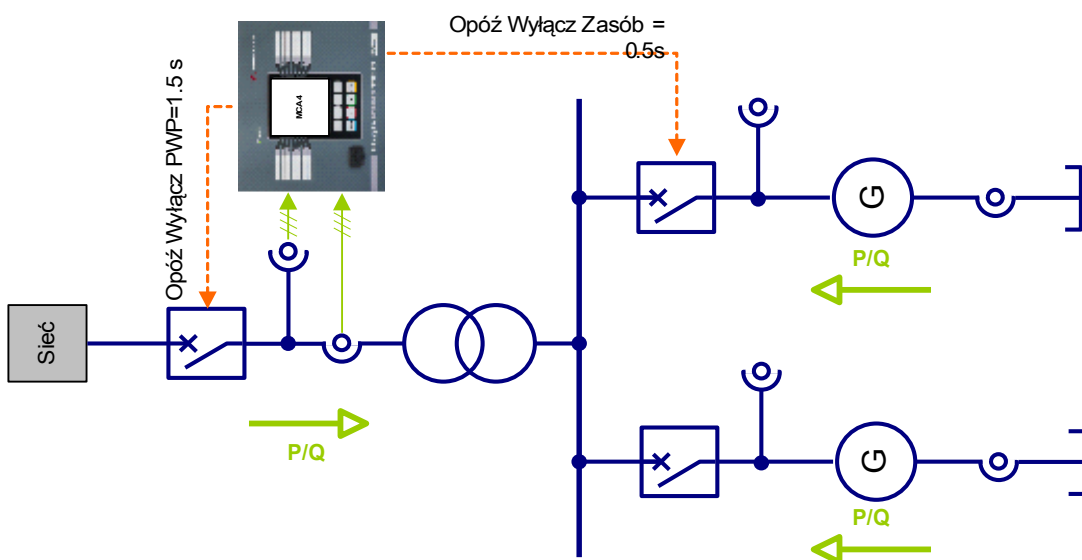 Opóź Wyłącz Zasób =
0.5s
Opóź Wyłącz PWP=1.5 s
MCA4
G
P/Q
Sieć
P/Q
G
P/Q